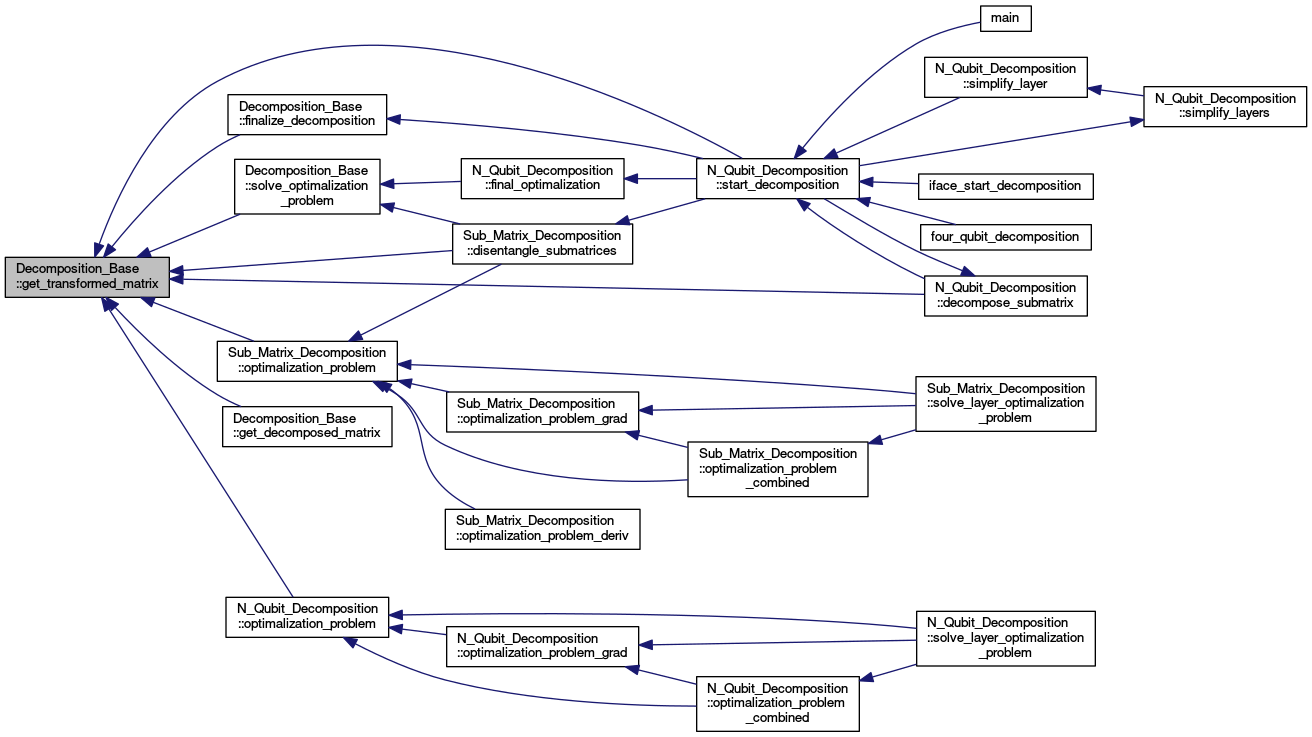 Decomposition_Base
::get_transformed_matrix
Decomposition_Base
::finalize_decomposition
Decomposition_Base
::solve_optimalization
_problem
N_Qubit_Decomposition
::final_optimalization
Sub_Matrix_Decomposition
::disentangle_submatrices
Sub_Matrix_Decomposition
::optimalization_problem
Decomposition_Base
::get_decomposed_matrix
Sub_Matrix_Decomposition
::optimalization_problem_grad
Sub_Matrix_Decomposition
::optimalization_problem
_combined
Sub_Matrix_Decomposition
::optimalization_problem_deriv
N_Qubit_Decomposition
::start_decomposition
main
N_Qubit_Decomposition
::simplify_layer
N_Qubit_Decomposition
::simplify_layers
iface_start_decomposition
four_qubit_decomposition
N_Qubit_Decomposition
::decompose_submatrix
Sub_Matrix_Decomposition
::solve_layer_optimalization
_problem
N_Qubit_Decomposition
::optimalization_problem
N_Qubit_Decomposition
::optimalization_problem_grad
N_Qubit_Decomposition
::optimalization_problem
_combined
N_Qubit_Decomposition
::solve_layer_optimalization
_problem